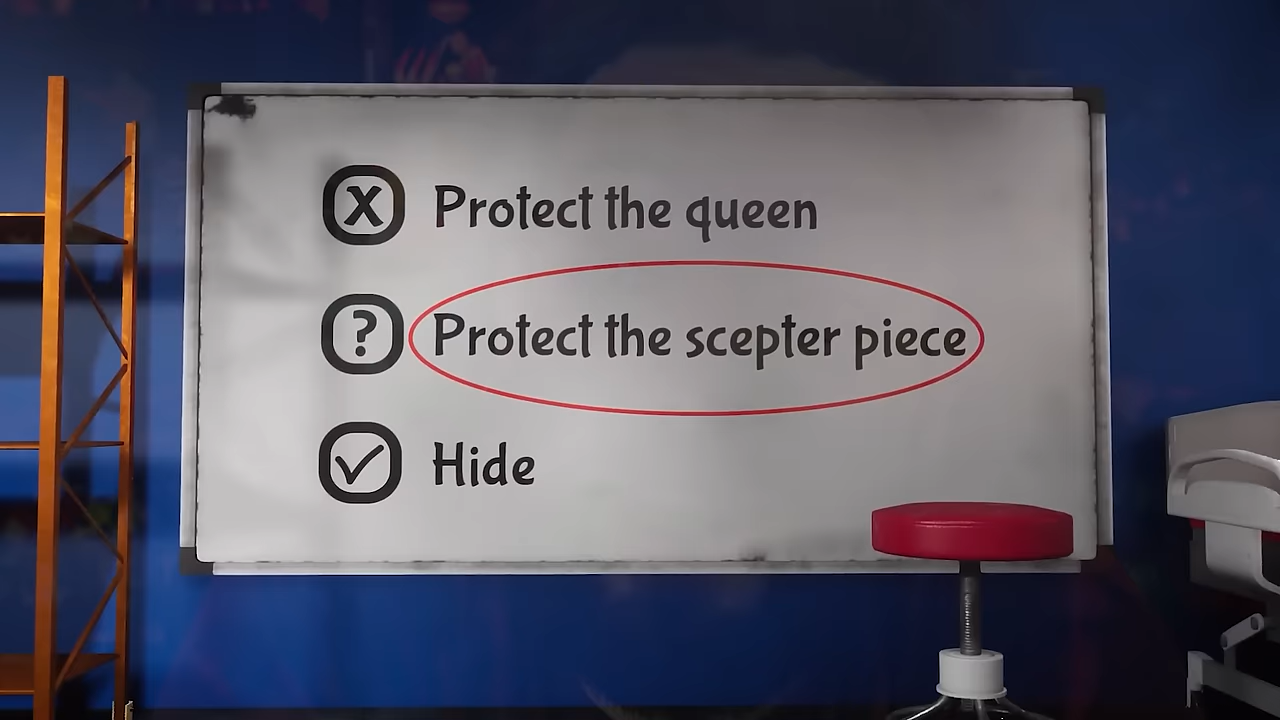 X Protect the queen
? Protect the scepter piece
✓ Hide